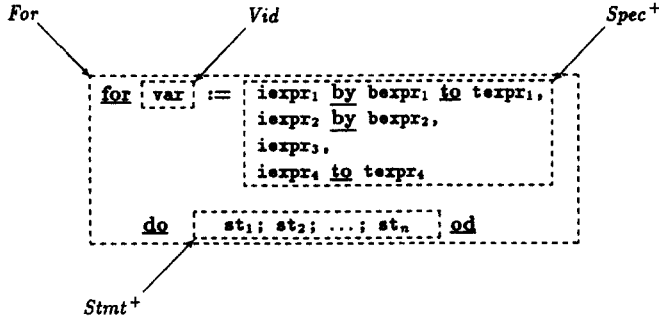 For Vid Spec+
for var := iexpr1 by bexpr1 to texpr1,
iexpr2 by bexpr2,
iexpr3,
iexpr4 to texpr4
do st1; st2; ...; stn od
Stmt+